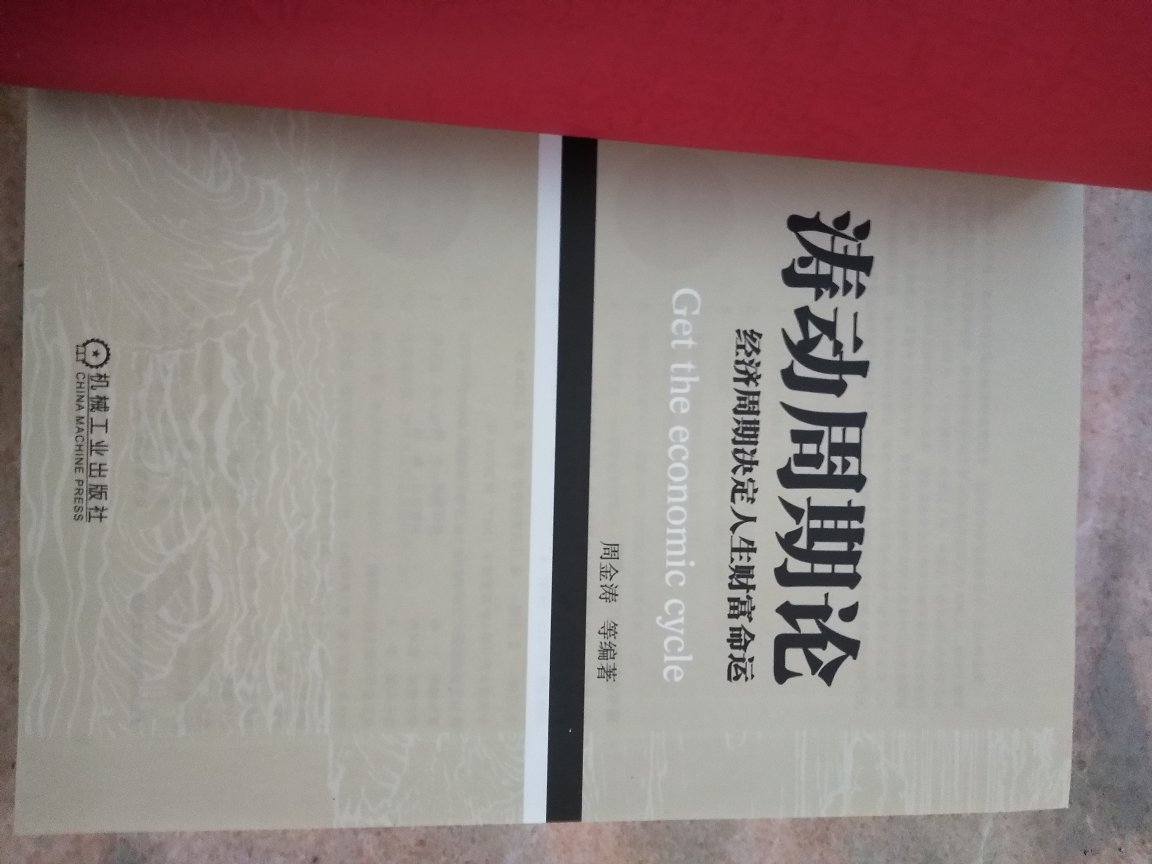 涛动周期论
经济周期决定人生财富命运
Get the economic cycle
周金涛 等编著
机械工业出版社
CHINA MACHINE PRESS